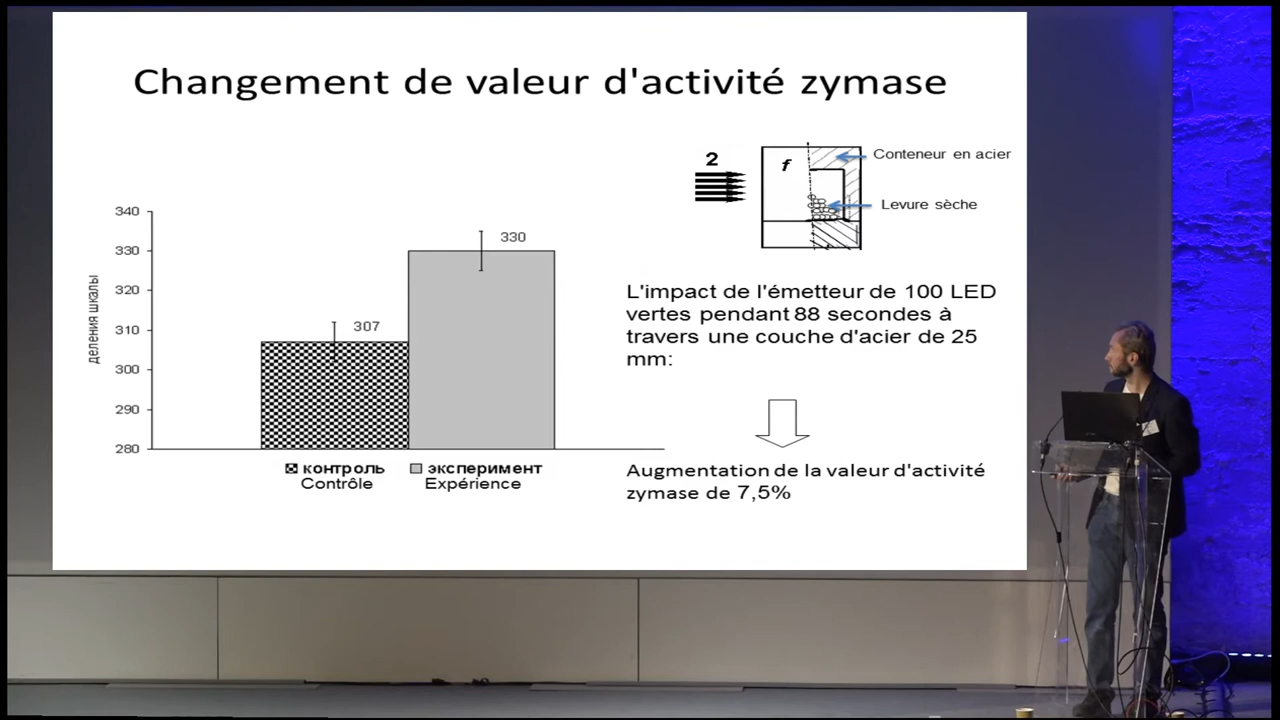 Changement de valeur d'activité zymase
2
f
Conteneur en acier
Levure sèche
340
330
320
310
300
290
280
деления шкалы
307
330
контроль
Contrôle
эксперимент
Expérience
L'impact de l'émetteur de 100 LED
vertes pendant 88 secondes à
travers une couche d'acier de 25
mm:
Augmentation de la valeur d'activité
zymase de 7,5%